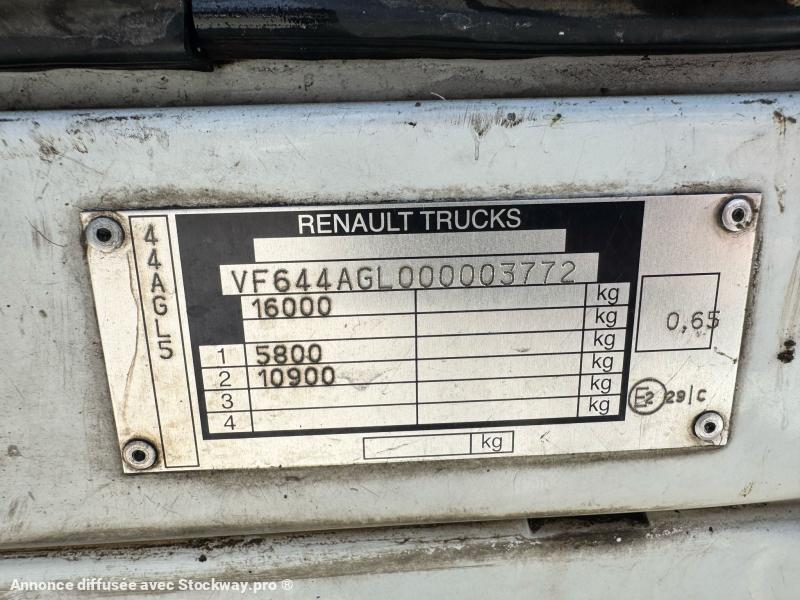 RENAULT TRUCKS
44AGL5
VF644AGL000003772
16000 kg
kg
1 5800 kg
2 10900 kg
3 kg
4 kg
kg
0,65
E2 29/C
Annonce diffusée avec Stockway.pro ®